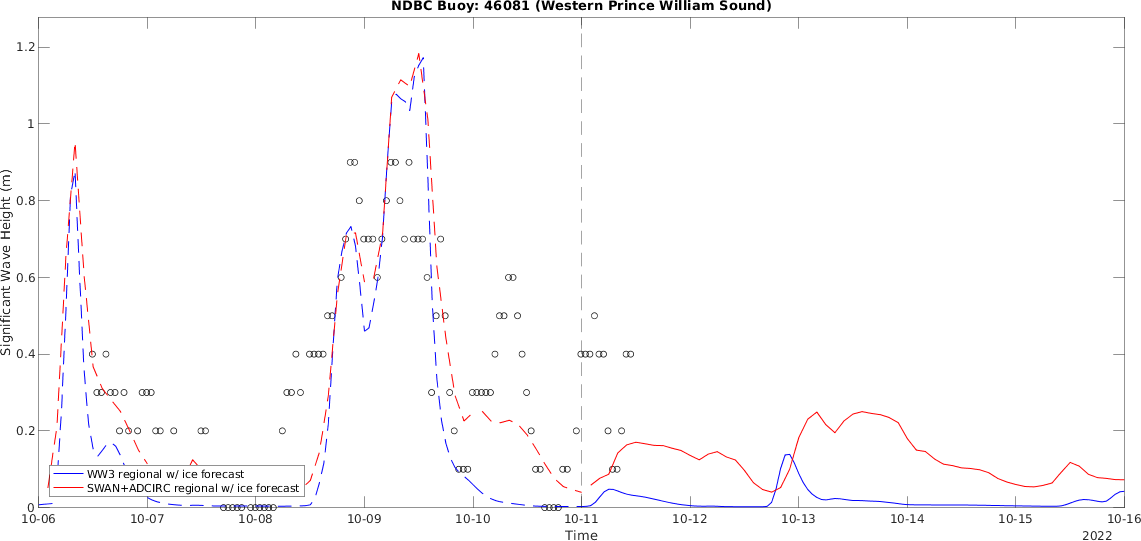 NDBC Buoy: 46081 (Western Prince William Sound)
Significant Wave Height (m)
1.2
1
0.8
0.6
0.4
0.2
0
WW3 regional w/ ice forecast
SWAN+ADCIRC regional w/ ice forecast
10-06 10-07 10-08 10-09 10-10 10-11 10-12 10-13 10-14 10-15 10-16
Time
2022